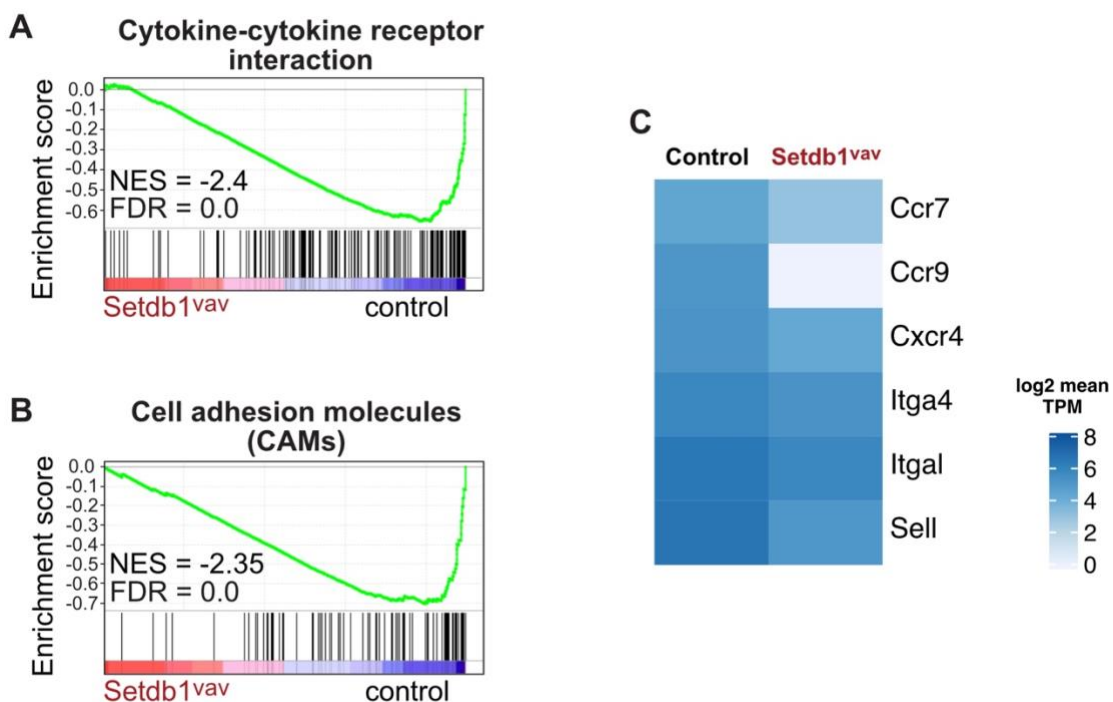 A
Cytokine-cytokine receptor
interaction
Enrichment score
0.0
-0.1
-0.2
-0.3
-0.4
-0.5
-0.6
NES = -2.4
FDR = 0.0
Setdb1vav
control
B
Cell adhesion molecules
(CAMs)
Enrichment score
0.0
-0.1
-0.2
-0.3
-0.4
-0.5
-0.6
-0.7
NES = -2.35
FDR = 0.0
Setdb1vav
control
C
Control Setdb1vav
Ccr7
Ccr9
Cxcr4
Itga4
Itgal
Sell
log2 mean
TPM
8
6
4
2
0